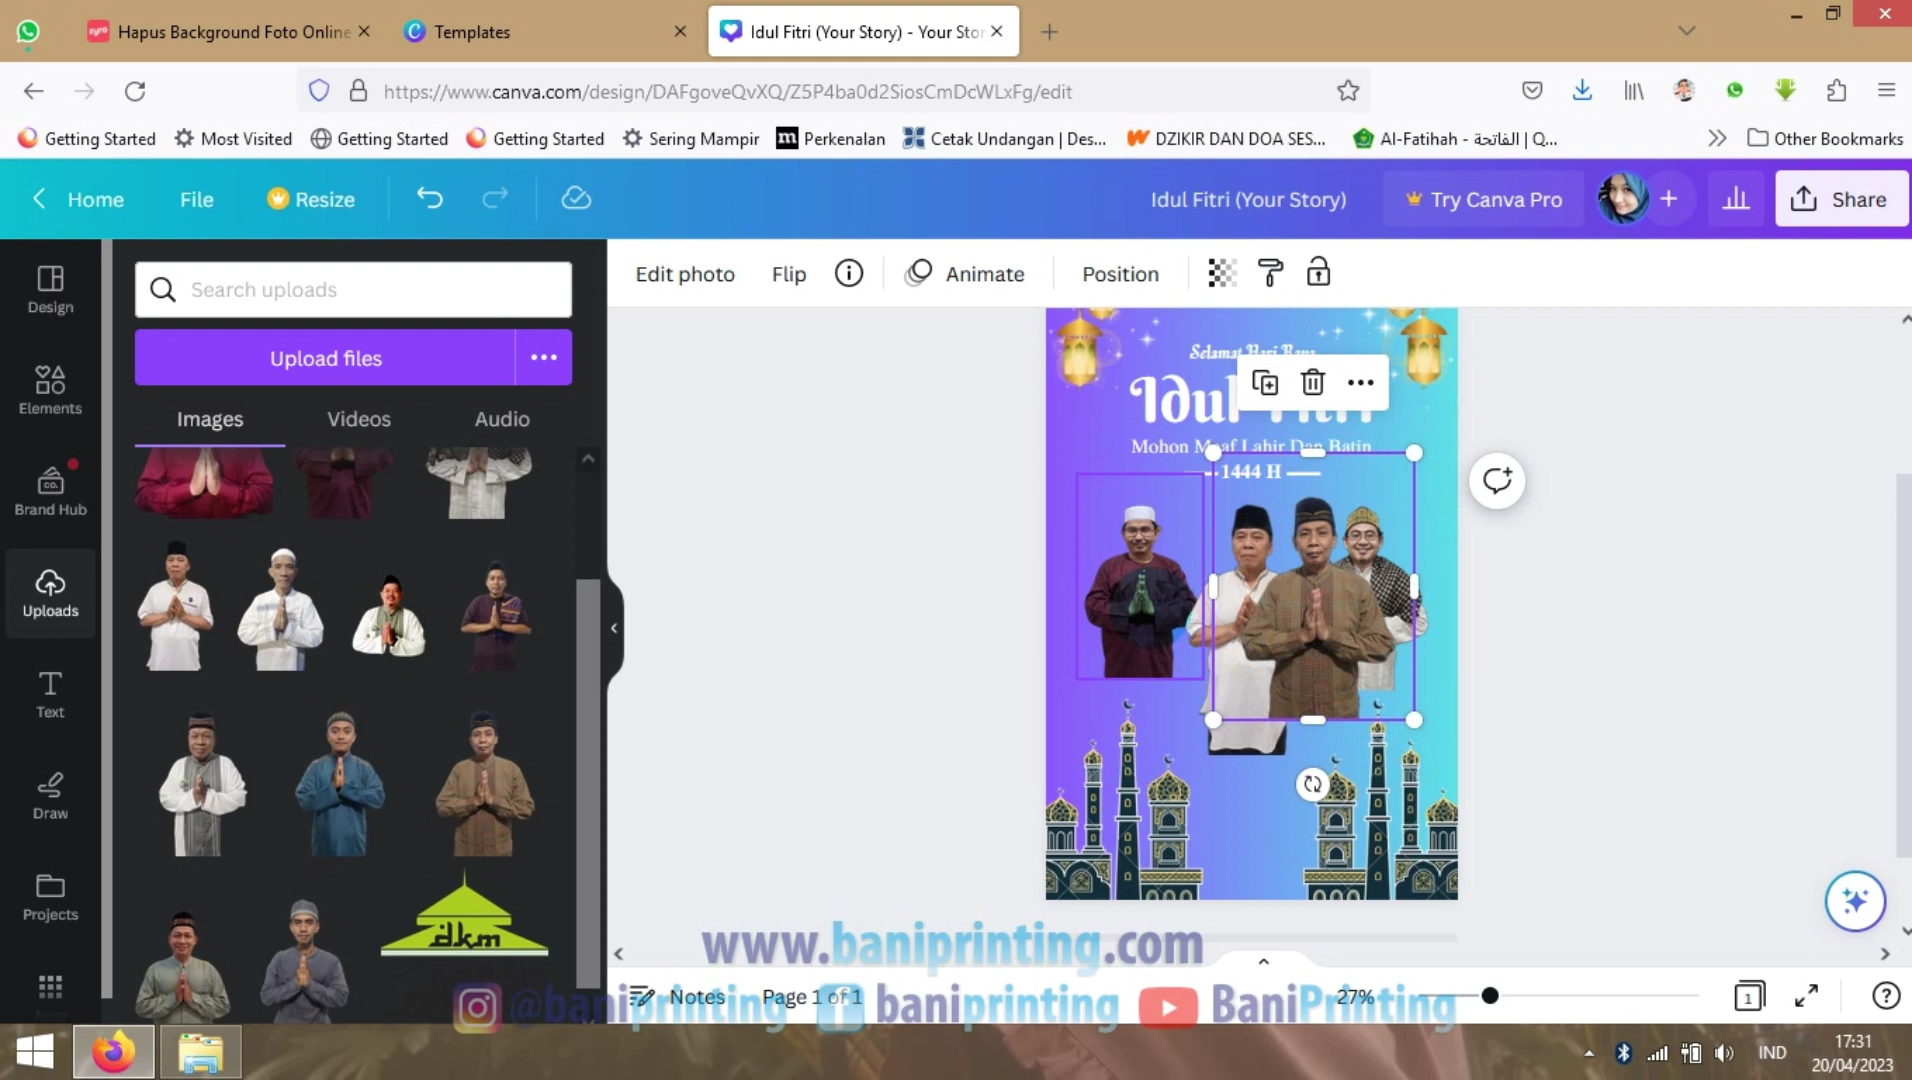 Hapus Background Foto Online
Templates
Idul Fitri (Your Story) - Your Stor
https://www.canva.com/design/DAFgoveQvXQ/Z5P4ba0d2SiosCmDcWLxFg/edit
Getting Started
Most Visited
Getting Started
Getting Started
Sering Mampir
Perkenalan
Cetak Undangan | Des...
DZIKIR DAN DOA SES...
Al-Fatihah - الفاتحة | Q...
Other Bookmarks
Home
File
Resize
Idul Fitri (Your Story)
Try Canva Pro
Share
Design
Elements
Brand Hub
Uploads
Text
Draw
Projects
Search uploads
Upload files
Images
Videos
Audio
dkm
Edit photo
Flip
Animate
Position
Selamat Hari Raya
Idul Fitri
Mohon Maaf Lahir Dan Batin
1444 H
www.baniprinting.com
Notes
Page 1 of 1
27%
1
@baniprinting
baniprinting
BaniPrinting
IND
17:31
20/04/2023